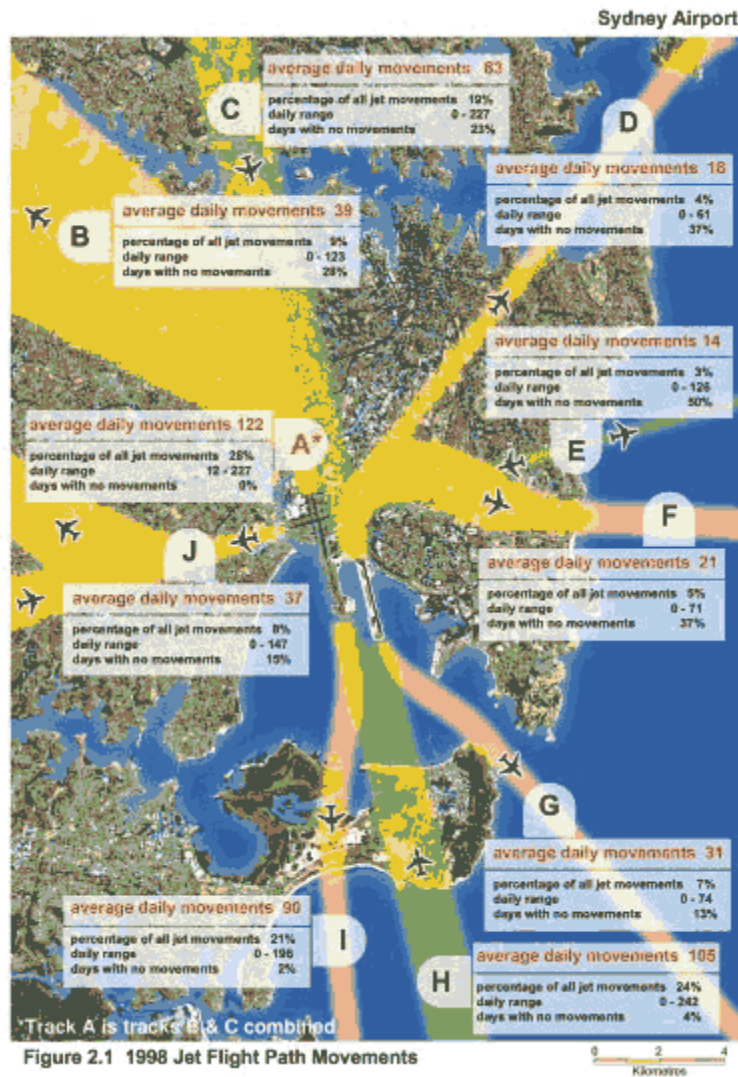 Sydney Airport
average daily movements 83
percentage of all jet movements 19%
daily range 0 - 227
days with no movements 23%
C
D
average daily movements 18
percentage of all jet movements 4%
daily range 0 - 61
days with no movements 37%
average daily movements 39
percentage of all jet movements 9%
daily range 0 - 123
days with no movements 28%
B
average daily movements 14
percentage of all jet movements 3%
daily range 0 - 126
days with no movements 50%
E
average daily movements 122
percentage of all jet movements 28%
daily range 12 - 227
days with no movements 0%
A*
F
J
average daily movements 21
percentage of all jet movements 5%
daily range 0 - 71
days with no movements 37%
average daily movements 37
percentage of all jet movements 8%
daily range 0 - 147
days with no movements 15%
G
average daily movements 31
percentage of all jet movements 7%
daily range 0 - 74
days with no movements 13%
average daily movements 90
percentage of all jet movements 21%
daily range 0 - 196
days with no movements 2%
I
average daily movements 105
percentage of all jet movements 24%
daily range 0 - 242
days with no movements 4%
H
*Track A is tracks B & C combined
Figure 2.1 1998 Jet Flight Path Movements
0 2 4
Kilometres